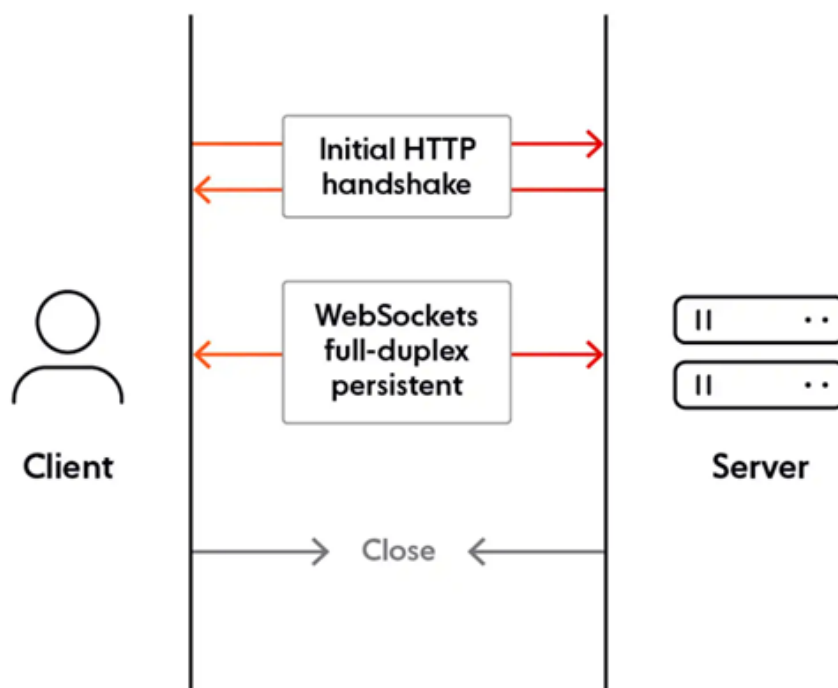 Initial HTTP
handshake
WebSockets
full-duplex
persistent
Client
Server
Close